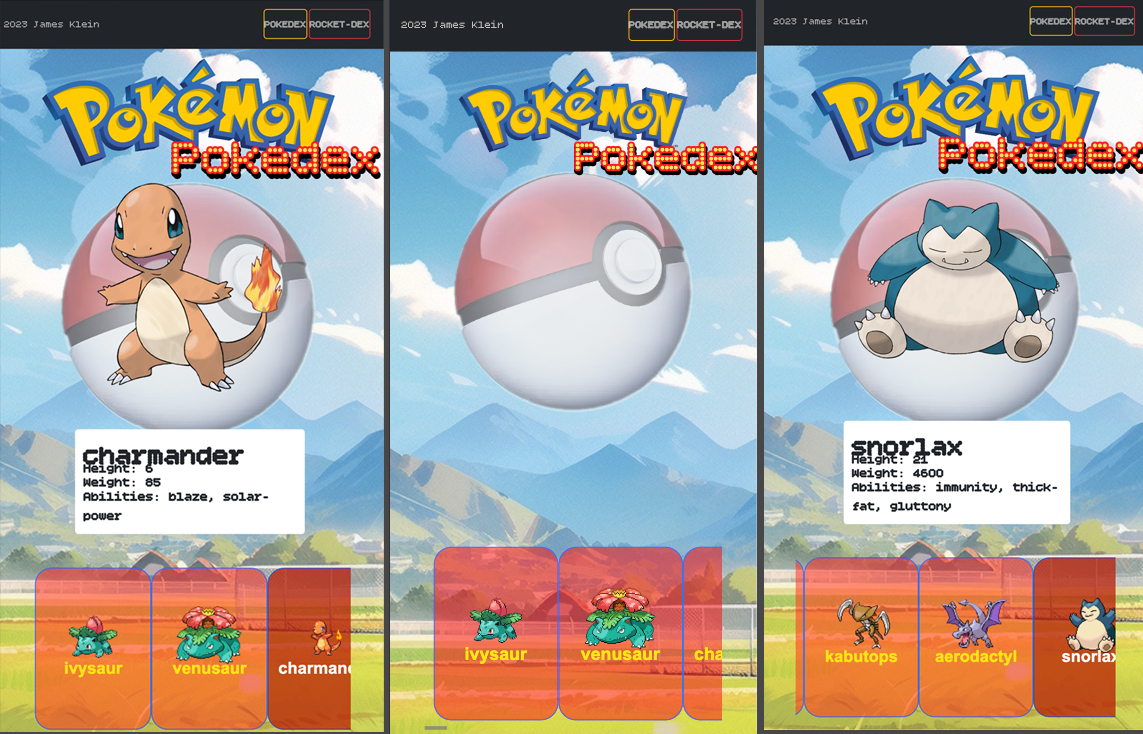 2023 James Klein
POKEDEX
ROCKET-DEX
POKéMON
Pokedex
charmander
Height: 6
Weight: 85
Abilities: blaze, solar-
power
ivysaur
venusaur
charmand
2023 James Klein
POKEDEX
ROCKET-DEX
POKéMON
Pokedex
ivysaur
venusaur
cha
2023 James Klein
POKEDEX
ROCKET-DEX
POKéMON
Pokedex
snorlax
Height: 21
Weight: 4600
Abilities: immunity, thick-
fat, gluttony
kabutops
aerodactyl
snorlax